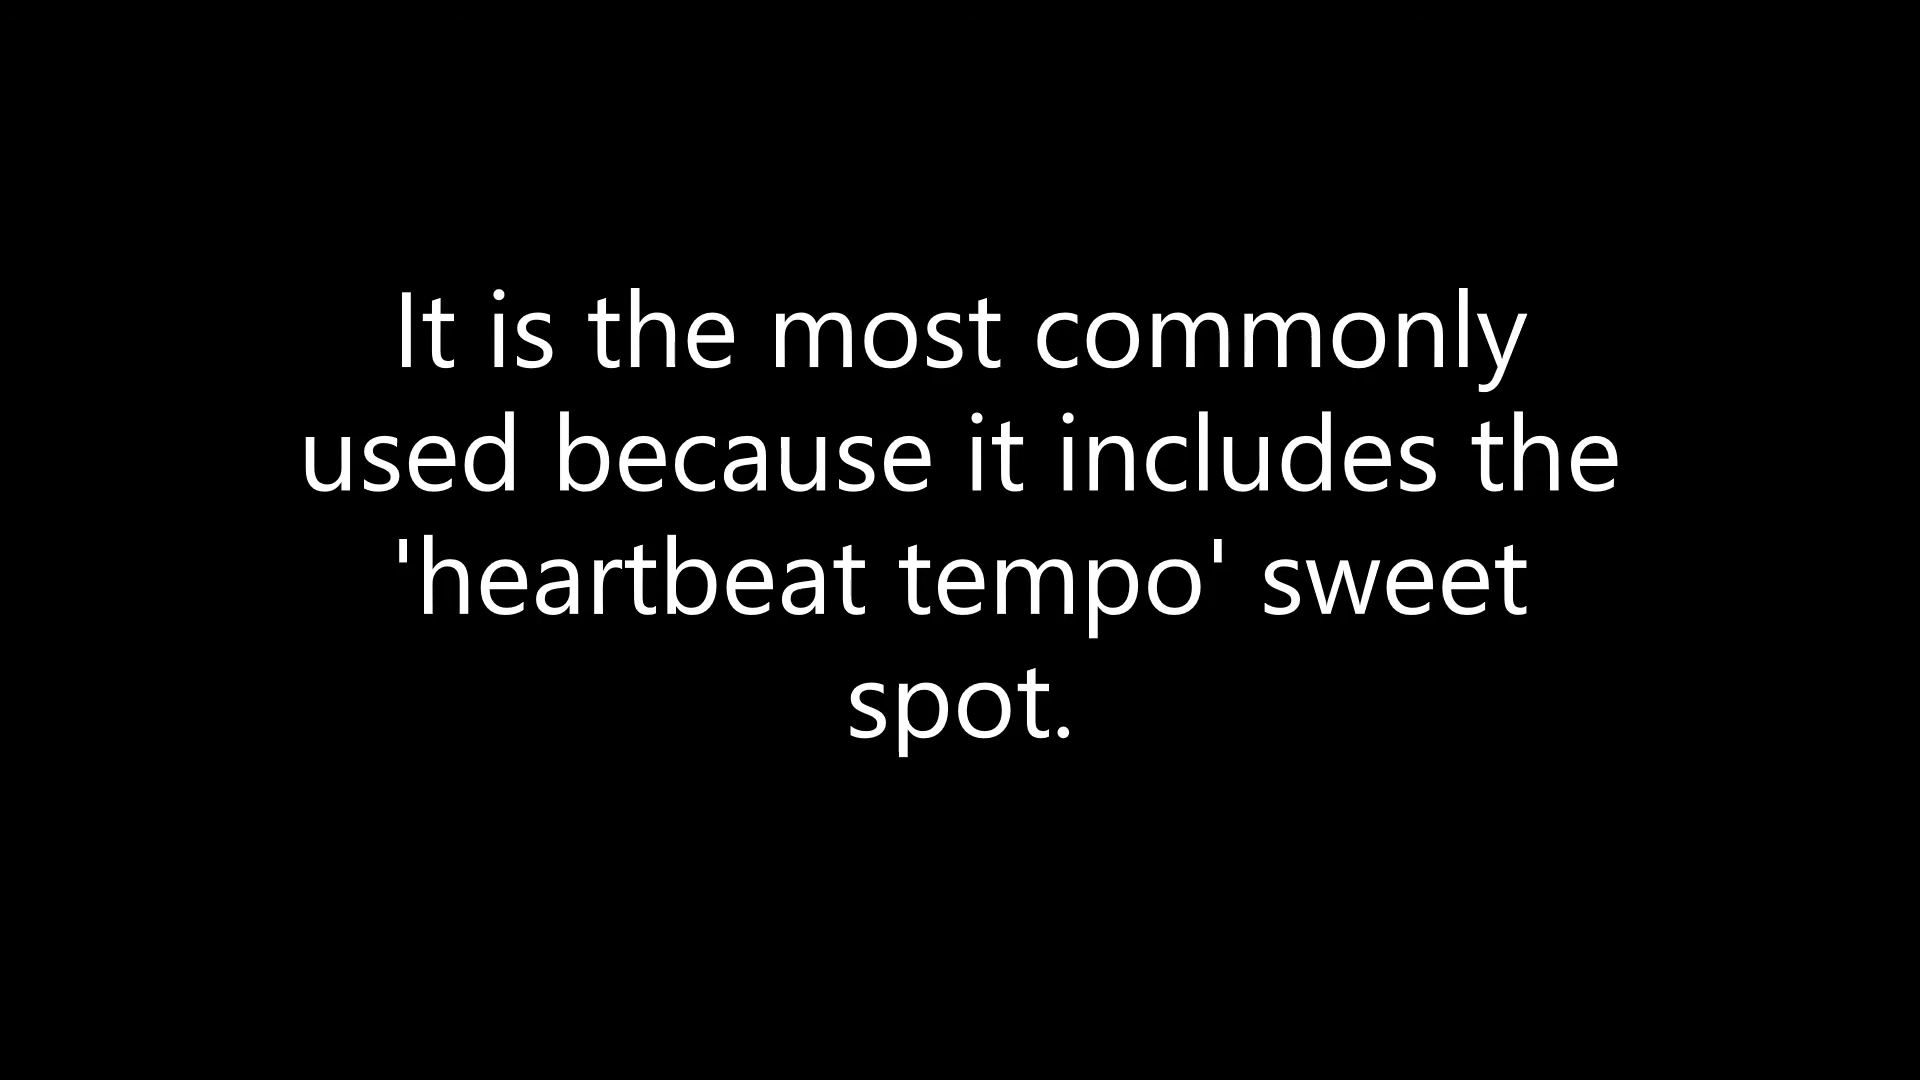 It is the most commonly
used because it includes the
'heartbeat tempo' sweet
spot.